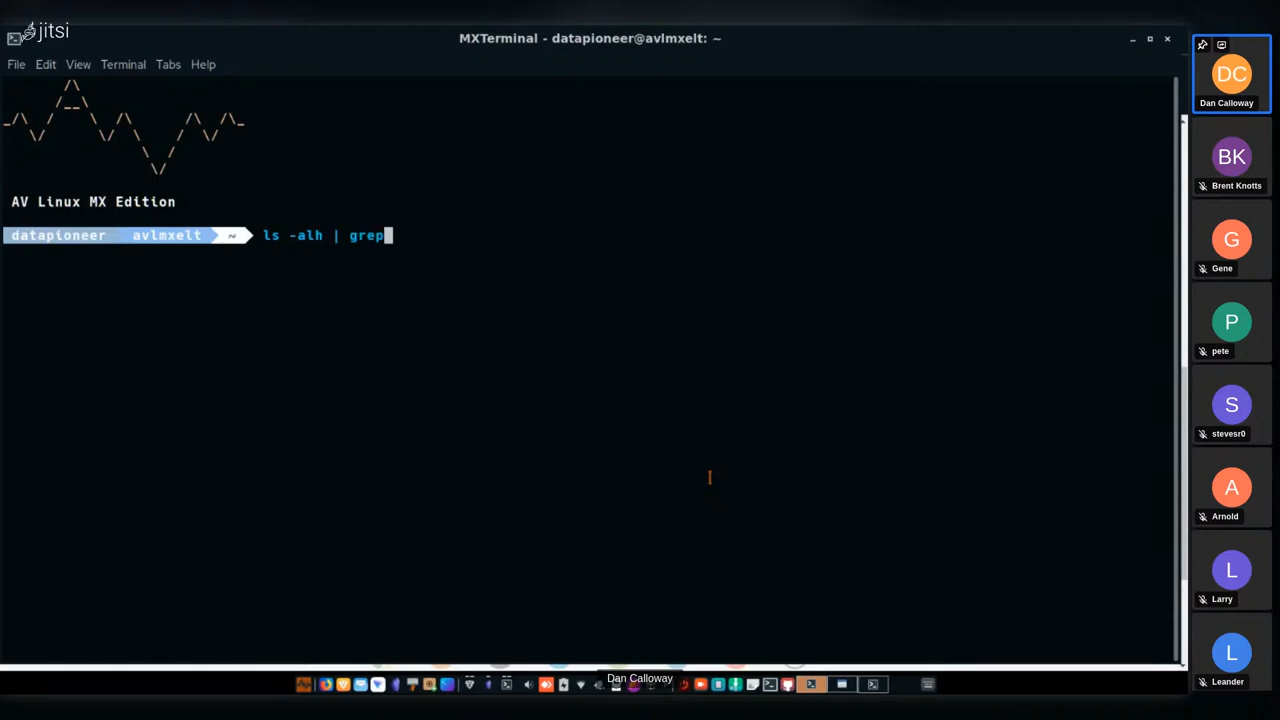 jitsi
MXTerminal - datapioneer@avlmxelt: ~
File Edit View Terminal Tabs Help
AV Linux MX Edition
datapioneer avlmxelt ~ ls -alh | grep
DC
Dan Calloway
BK
Brent Knotts
G
Gene
P
pete
S
stevesr0
A
Arnold
L
Larry
L
Leander
Dan Calloway